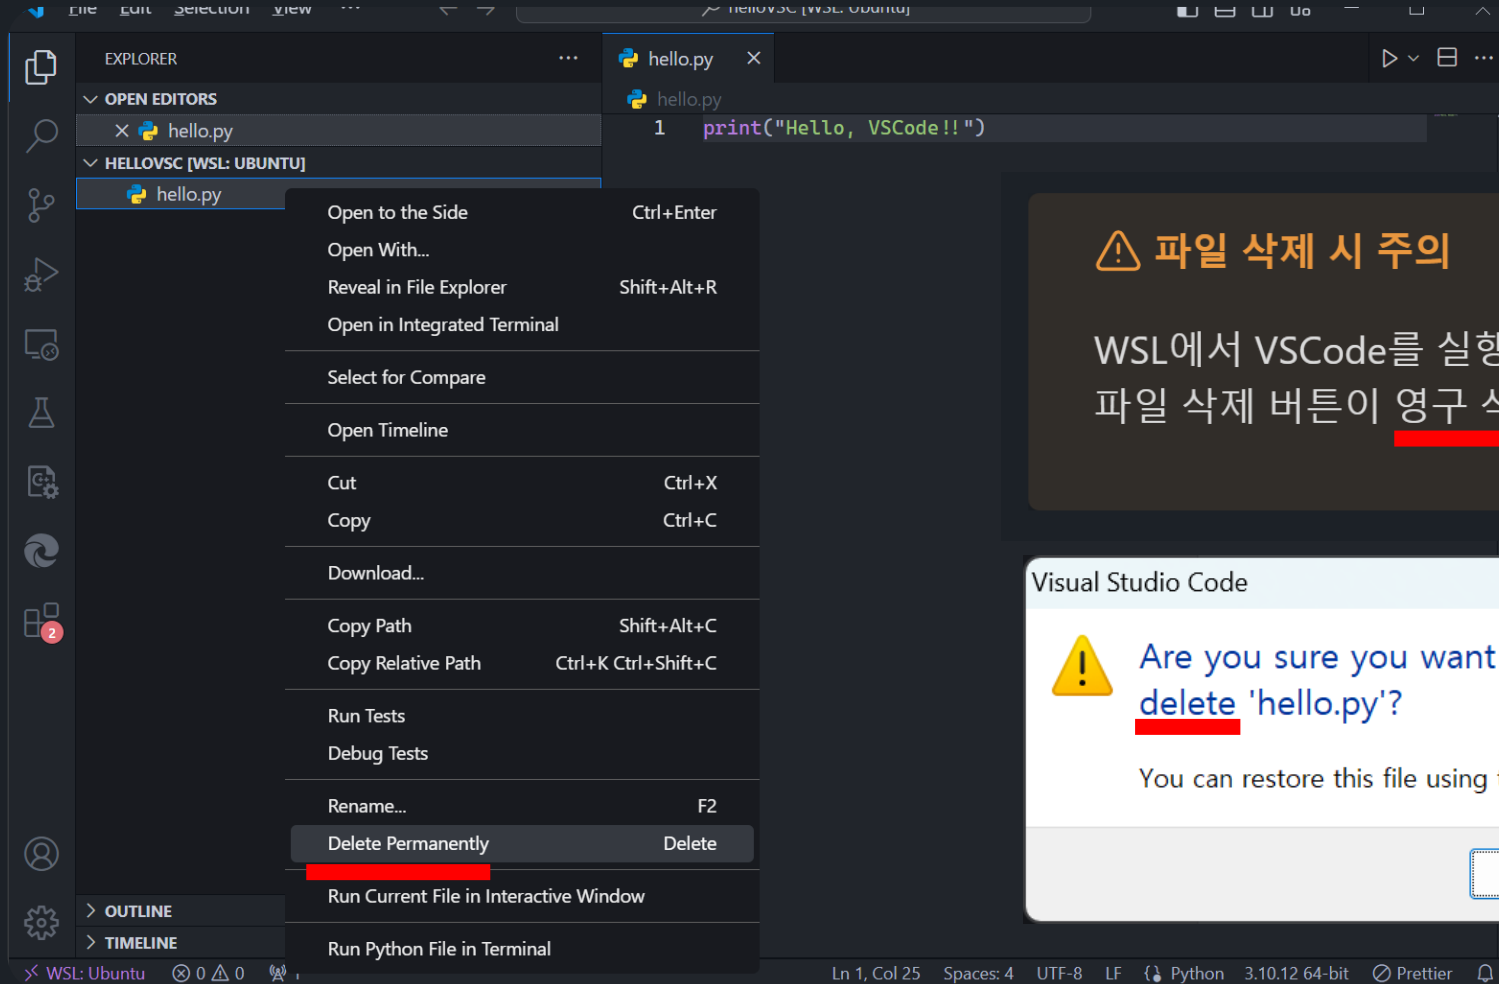 File Edit Selection View ...
helloVSC [WSL: Ubuntu]
EXPLORER
OPEN EDITORS
hello.py
HELLOVSC [WSL: UBUNTU]
hello.py
hello.py
hello.py
1 print("Hello, VSCode!!")
Open to the Side Ctrl+Enter
Open With...
Reveal in File Explorer Shift+Alt+R
Open in Integrated Terminal
Select for Compare
Open Timeline
Cut Ctrl+X
Copy Ctrl+C
Download...
Copy Path Shift+Alt+C
Copy Relative Path Ctrl+K Ctrl+Shift+C
Run Tests
Debug Tests
Rename... F2
Delete Permanently Delete
Run Current File in Interactive Window
Run Python File in Terminal
파일 삭제 시 주의
WSL에서 VSCode를 실행
파일 삭제 버튼이 영구
Visual Studio Code
Are you sure you want
delete 'hello.py'?
You can restore this file using
2
OUTLINE
TIMELINE
WSL: Ubuntu 0 0
Ln 1, Col 25 Spaces: 4 UTF-8 LF Python 3.10.12 64-bit Prettier